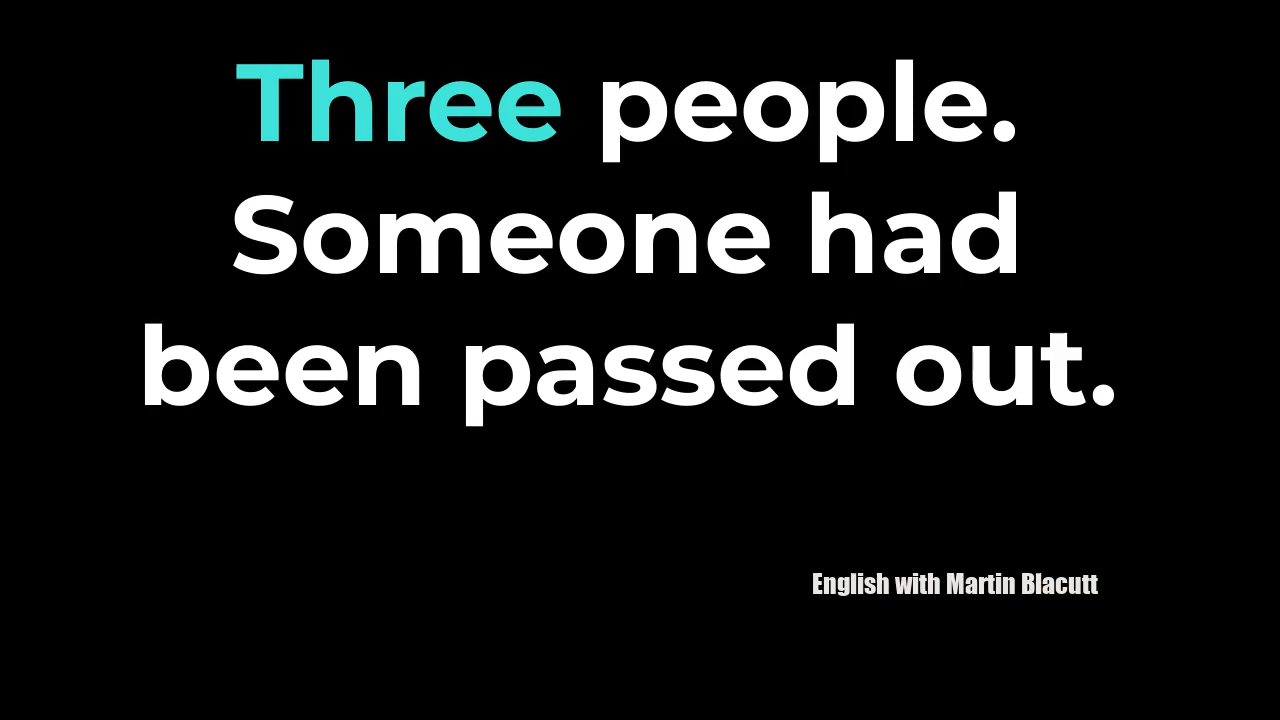 Three people.
Someone had
been passed out.
English with Martin Blacutt